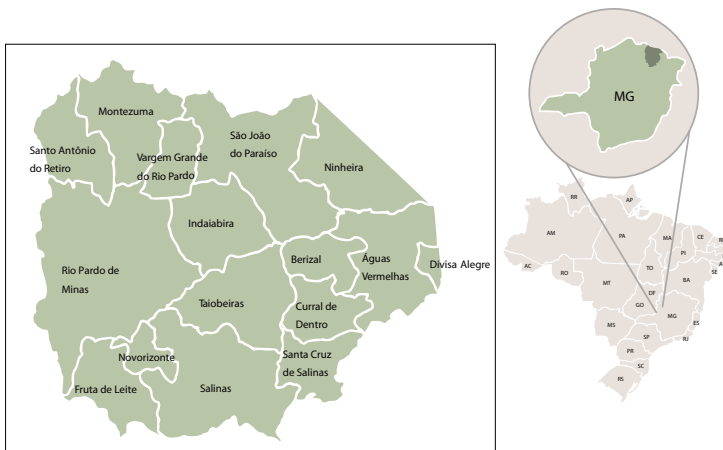 Montezuma
Santo Antônio
do Retiro
Vargem Grande
do Rio Pardo
São João
do Paraíso
Ninheira
Indaiabira
Rio Pardo de
Minas
Berizal
Águas
Vermelhas
Divisa Alegre
Taiobeiras
Curral de
Dentro
Novorizonte
Santa Cruz
de Salinas
Fruta de Leite
Salinas
MG
RR
AP
AM
PA
MA
CE
PI
AC
RO
TO
BA
SE
MT
DF
GO
MG
MS
ES
SP
RJ
PR
SC
RS